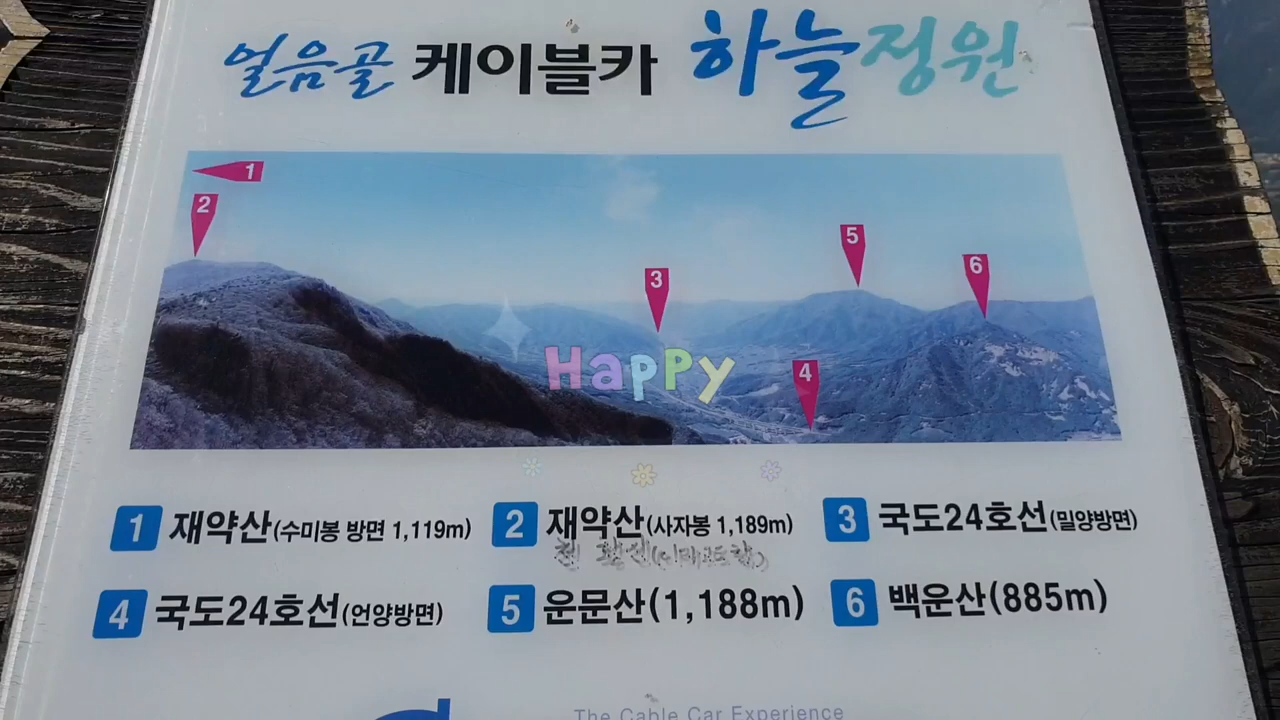 얼음골 케이블카 하늘정원
1
2
3
5
6
4
Happy
1 재약산(수미봉 방면 1,119m) 2 재약산(사자봉 1,189m) 3 국도24호선(밀양방면)
4 국도24호선(언양방면) 5 운문산(1,188m) 6 백운산(885m)
The Cable Car Experience